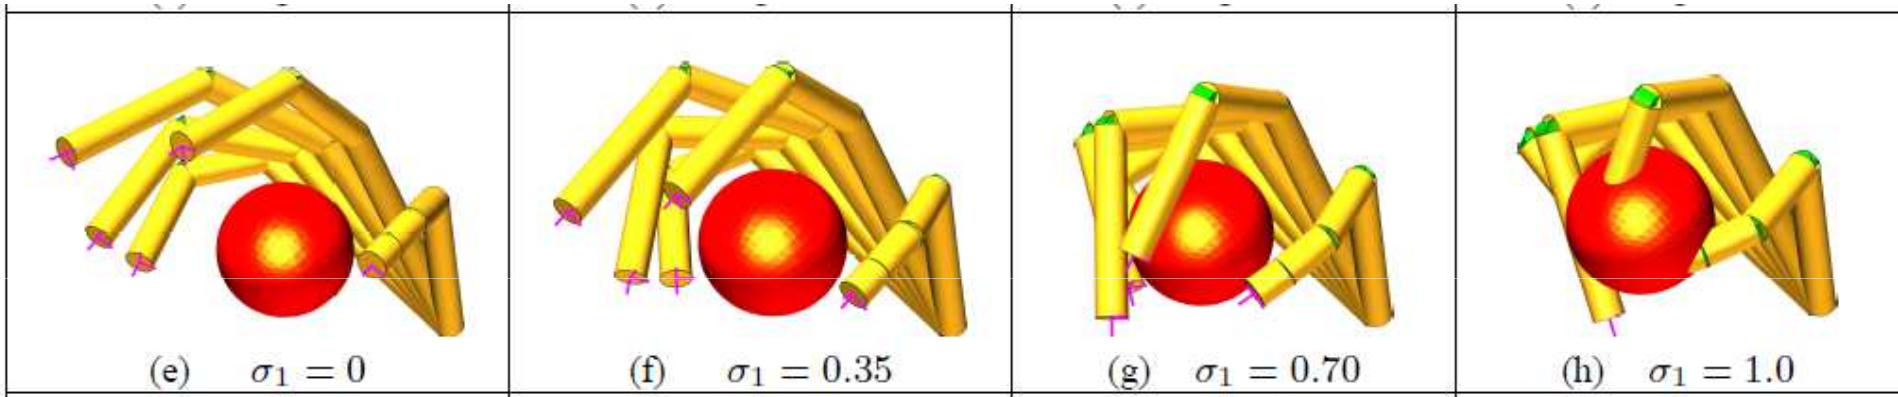 (e) σ₁ = 0
(f) σ₁ = 0.35
(g) σ₁ = 0.70
(h) σ₁ = 1.0